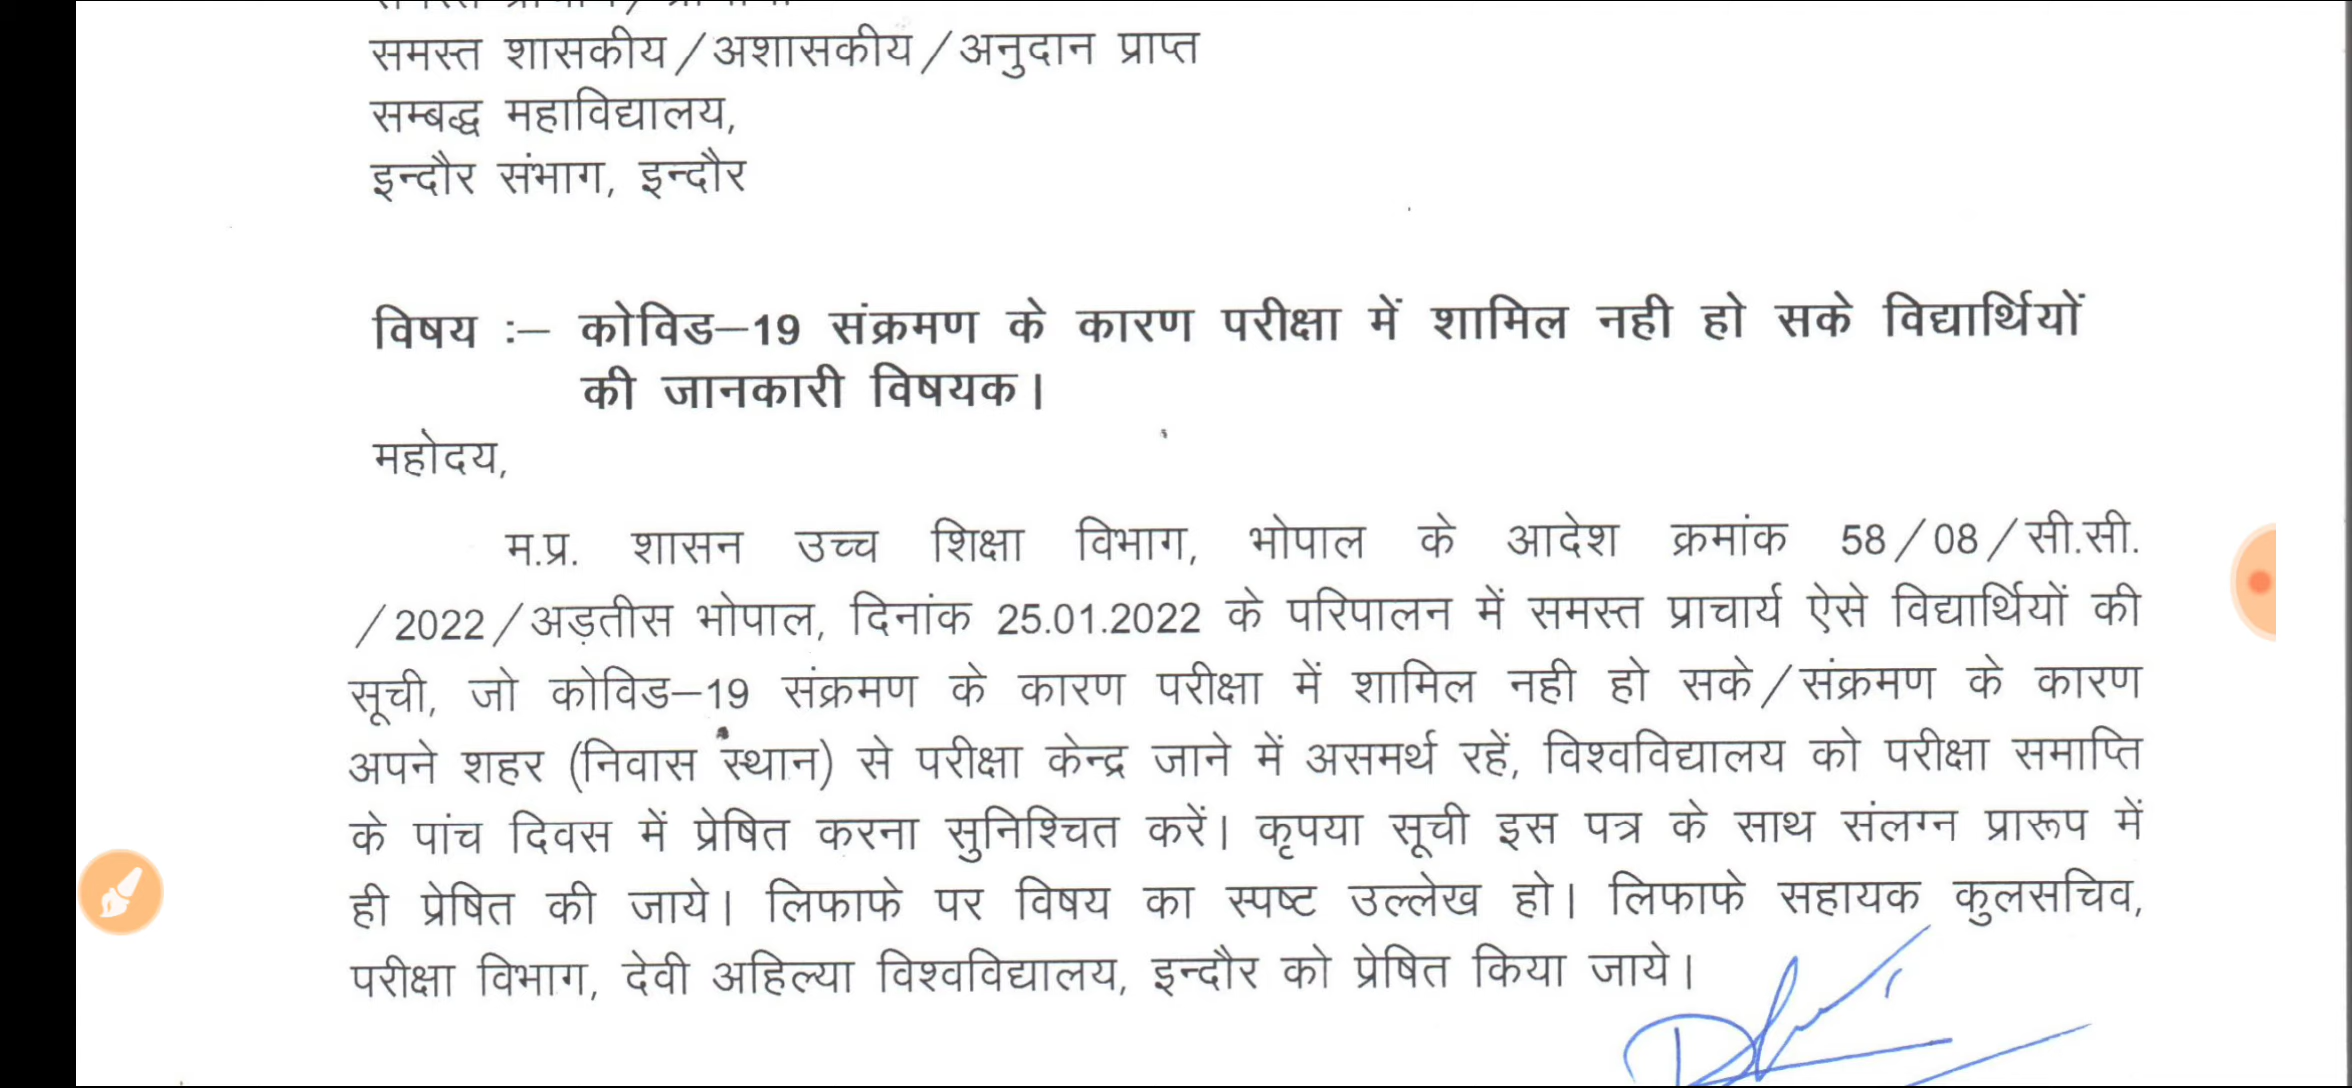 समस्त शासकीय/अशासकीय/अनुदान प्राप्त
सम्बद्ध महाविद्यालय,
इन्दौर संभाग, इन्दौर
विषय :– कोविड–19 संक्रमण के कारण परीक्षा में शामिल नही हो सके विद्यार्थियों
की जानकारी विषयक।
महोदय,
म.प्र. शासन उच्च शिक्षा विभाग, भोपाल के आदेश क्रमांक 58/08/सी.सी.
/2022/अड़तीस भोपाल, दिनांक 25.01.2022 के परिपालन में समस्त प्राचार्य ऐसे विद्यार्थियों की
सूची, जो कोविड–19 संक्रमण के कारण परीक्षा में शामिल नही हो सके/संक्रमण के कारण
अपने शहर (निवास स्थान) से परीक्षा केन्द्र जाने में असमर्थ रहें, विश्वविद्यालय को परीक्षा समाप्ति
के पांच दिवस में प्रेषित करना सुनिश्चित करें। कृपया सूची इस पत्र के साथ संलग्न प्रारूप में
ही प्रेषित की जाये। लिफाफे पर विषय का स्पष्ट उल्लेख हो। लिफाफे सहायक कुलसचिव,
परीक्षा विभाग, देवी अहिल्या विश्वविद्यालय, इन्दौर को प्रेषित किया जाये।